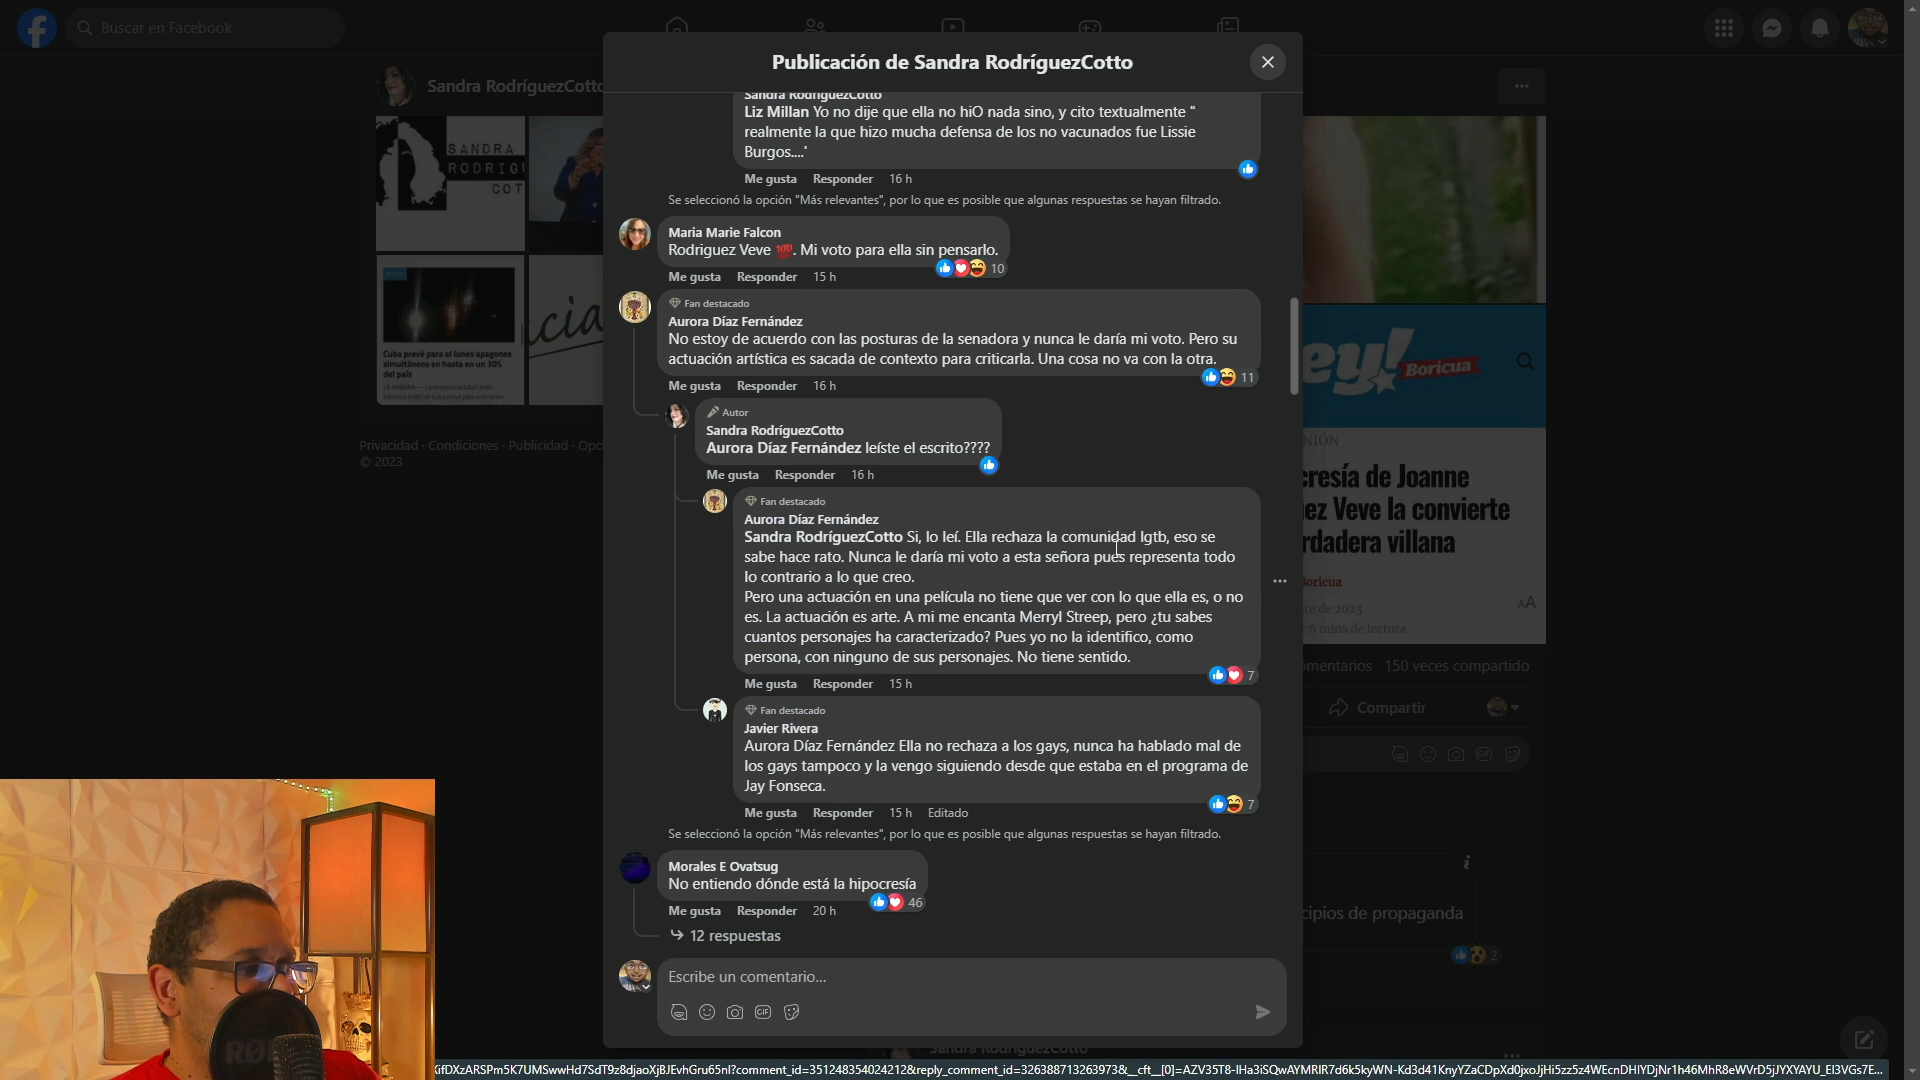 Buscar en Facebook
Publicación de Sandra RodríguezCotto
Sandra RodríguezCotto
SANDRA
Cuba prevé para el lunes apagones
simultáneos en hasta en un 30%
del país
Privacidad · Condiciones · Publicidad ·
© 2023
Sandra RodríguezCotto
Liz Millan Yo no dije que ella no hiO nada sino, y cito textualmente "
realmente la que hizo mucha defensa de los no vacunados fue Lissie
Burgos....'
Me gusta Responder 16 h
Se seleccionó la opción "Más relevantes", por lo que es posible que algunas respuestas se hayan filtrado.
Maria Marie Falcon
Rodriguez Veve 💯. Mi voto para ella sin pensarlo.
10
Me gusta Responder 15 h
Fan destacado
Aurora Díaz Fernández
No estoy de acuerdo con las posturas de la senadora y nunca le daría mi voto. Pero su
actuación artística es sacada de contexto para criticarla. Una cosa no va con la otra.
11
Me gusta Responder 16 h
Autor
Sandra RodríguezCotto
Aurora Díaz Fernández leíste el escrito????
Me gusta Responder 16 h
Fan destacado
Aurora Díaz Fernández
Sandra RodríguezCotto Si, lo leí. Ella rechaza la comunidad lgtb, eso se
sabe hace rato. Nunca le daría mi voto a esta señora pues representa todo
lo contrario a lo que creo.
Pero una actuación en una película no tiene que ver con lo que ella es, o no
es. La actuación es arte. A mi me encanta Merryl Streep, pero ¿tu sabes
cuantos personajes ha caracterizado? Pues yo no la identifico, como
persona, con ninguno de sus personajes. No tiene sentido.
7
Me gusta Responder 15 h
Fan destacado
Javier Rivera
Aurora Díaz Fernández Ella no rechaza a los gays, nunca ha hablado mal de
los gays tampoco y la vengo siguiendo desde que estaba en el programa de
Jay Fonseca.
7
Me gusta Responder 15 h Editado
Se seleccionó la opción "Más relevantes", por lo que es posible que algunas respuestas se hayan filtrado.
Morales E Ovatsug
No entiendo dónde está la hipocresía
46
Me gusta Responder 20 h
12 respuestas
Escribe un comentario...
GIF
ey! Boricua
NIÓN
cresía de Joanne
ez Veve la convierte
rdadera villana
Boricua
re de 2023
6 mins de lectura
AA
mentarios 150 veces compartido
Compartir
GIF
cipios de propaganda
2
Sandra RodríguezCotto
RØ